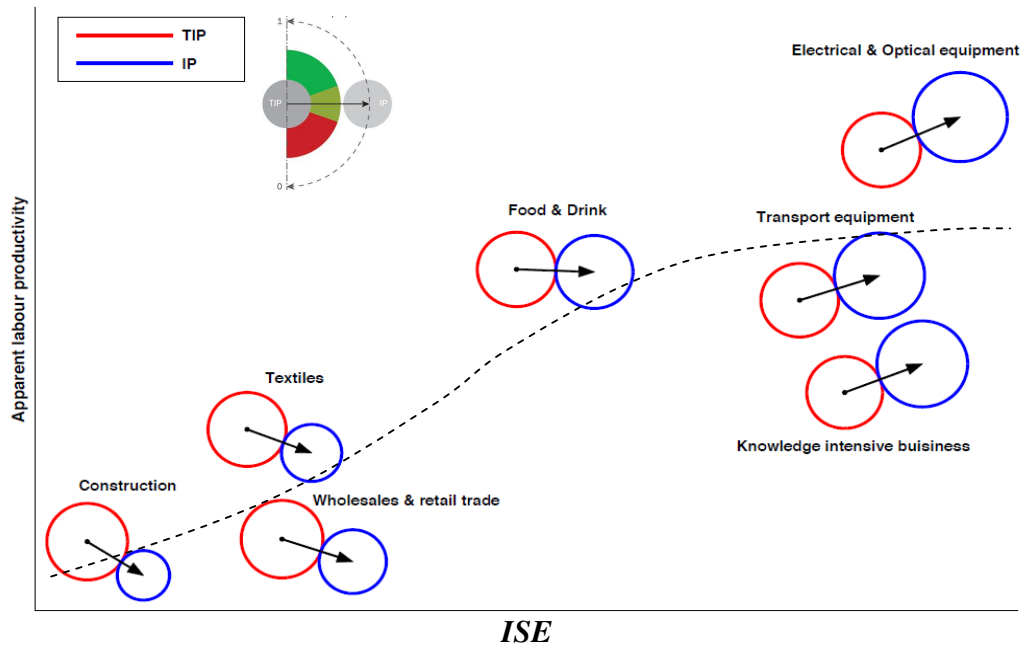 TIP
IP
1
TIP
IP
0
Electrical & Optical equipment
Food & Drink
Transport equipment
Textiles
Knowledge intensive buisiness
Construction
Wholesales & retail trade
Apparent labour productivity
ISE